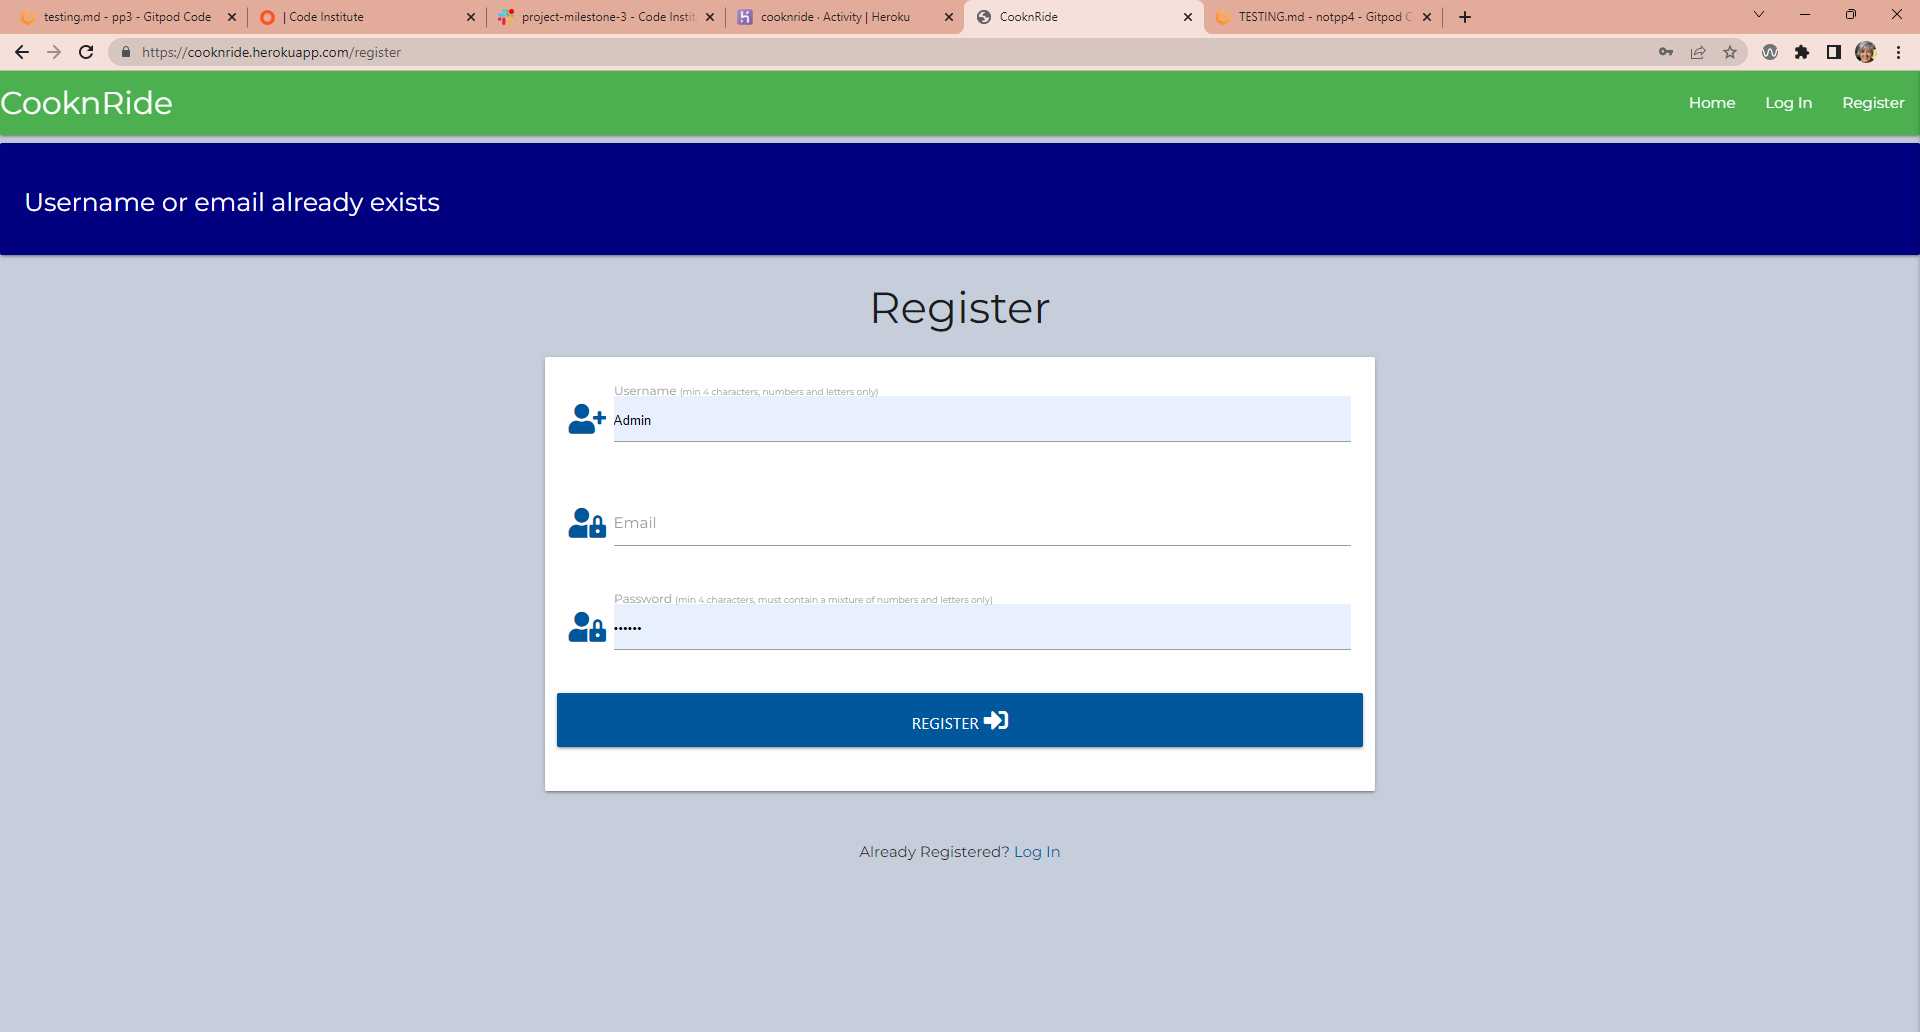 testing.md - pp3 - Gitpod Code
| Code Institute
project-milestone-3 - Code Instit
cooknride · Activity | Heroku
CooknRide
TESTING.md - notpp4 - Gitpod C
https://cooknride.herokuapp.com/register
CooknRide
Home
Log In
Register
Username or email already exists
Register
Username (min 4 characters, numbers and letters only)
Admin
Email
Password (min 4 characters, must contain a mixture of numbers and letters only)
••••••
REGISTER
Already Registered? Log In